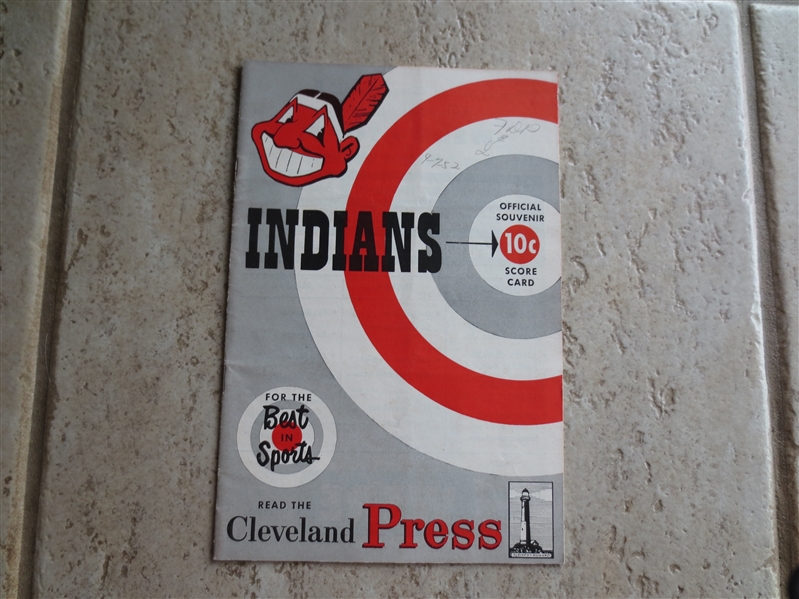 INDIANS
OFFICIAL
SOUVENIR
10c
SCORE
CARD
FOR THE
Best
IN
Sports
READ THE
Cleveland Press